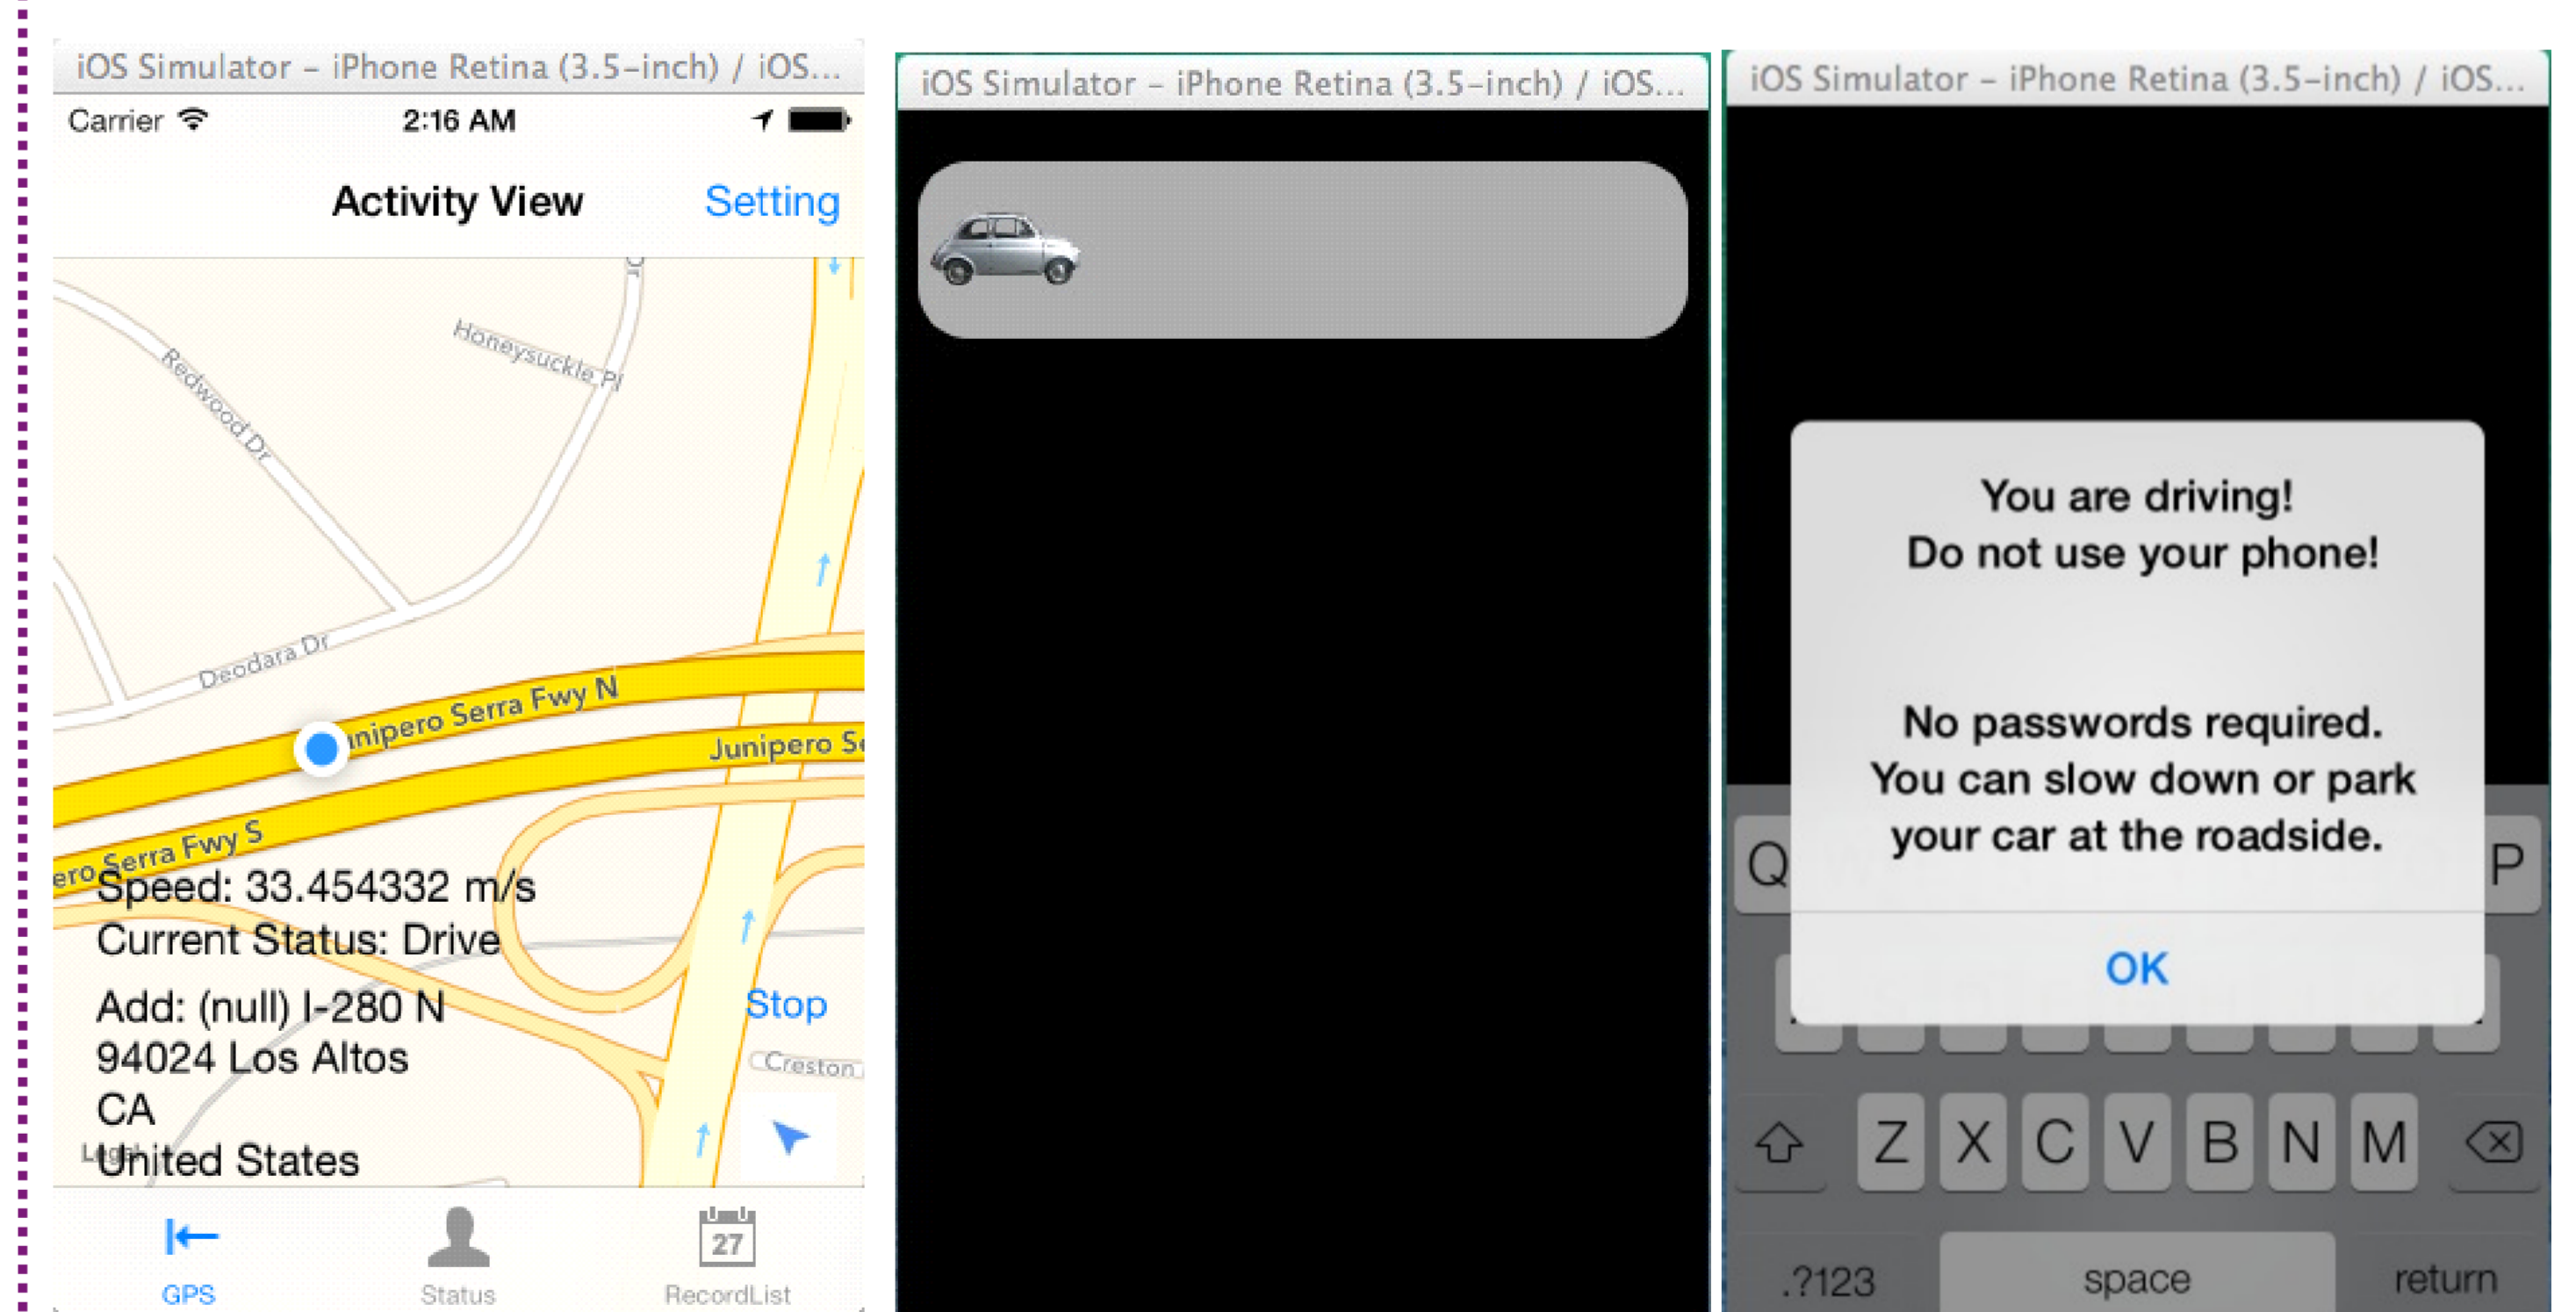 iOS Simulator – iPhone Retina (3.5–inch) / iOS...
Carrier
2:16 AM
Activity View
Setting
Dr
Honeysuckle Pl
Redwood Dr
Deodara Dr
unipero Serra Fwy N
Junipero Se
ero Serra Fwy S
Speed: 33.454332 m/s
Current Status: Drive
Add: (null) I-280 N
Stop
94024 Los Altos
Creston
CA
Legal
United States
27
GPS
Status
RecordList
iOS Simulator – iPhone Retina (3.5–inch) / iOS...
iOS Simulator – iPhone Retina (3.5–inch) / iOS...
You are driving!
Do not use your phone!
No passwords required.
You can slow down or park
your car at the roadside.
OK
Q P
Z X C V B N M
.?123 space return